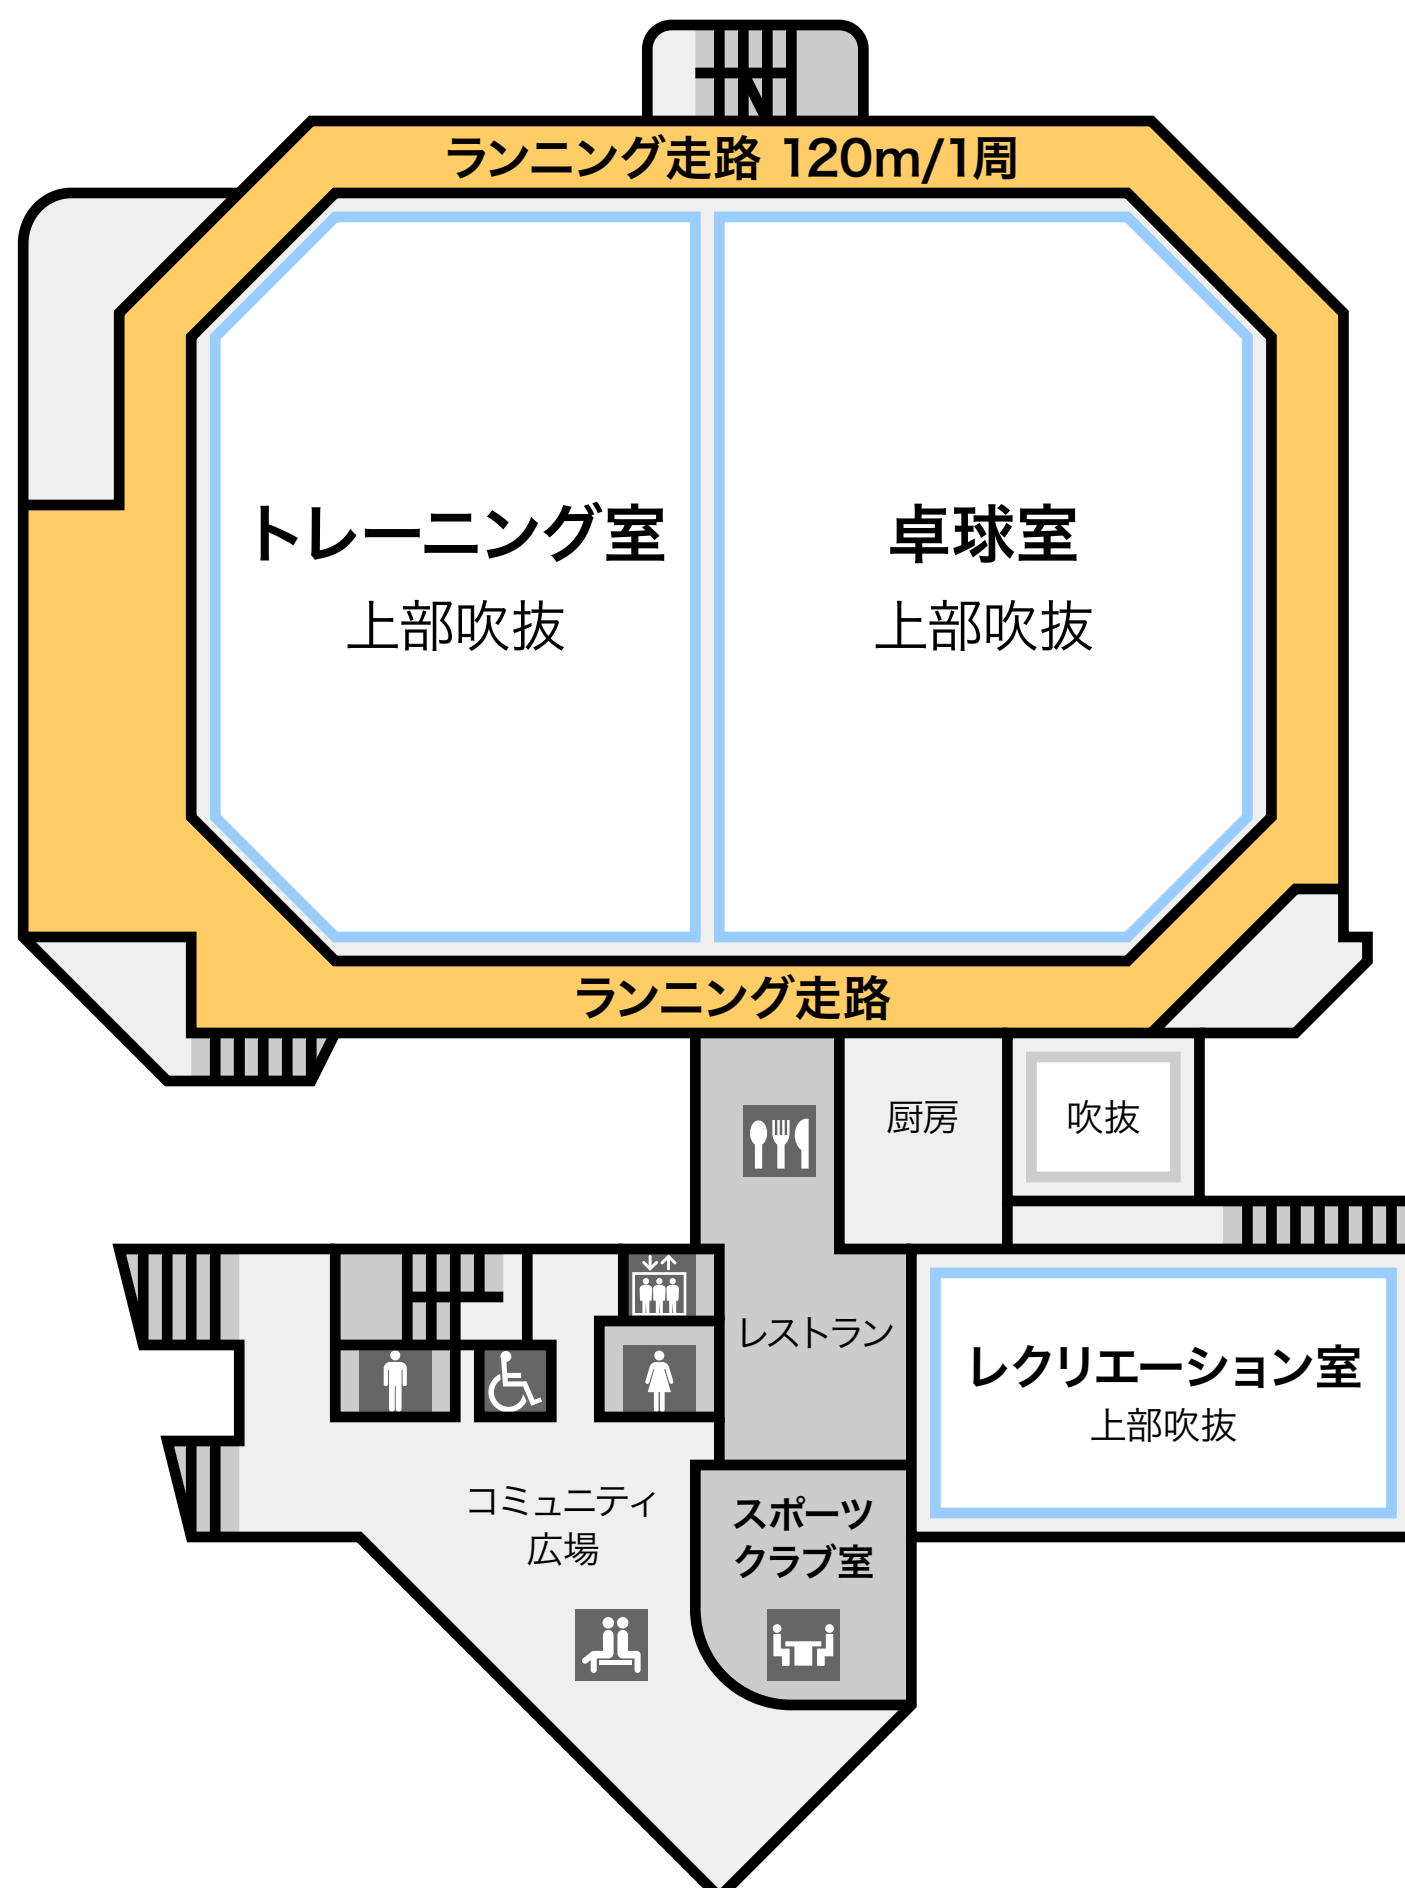 ランニング走路 120m/1周
トレーニング室
上部吹抜
卓球室
上部吹抜
ランニング走路
厨房
吹抜
レストラン
レクリエーション室
上部吹抜
コミュニティ
広場
スポーツ
クラブ室